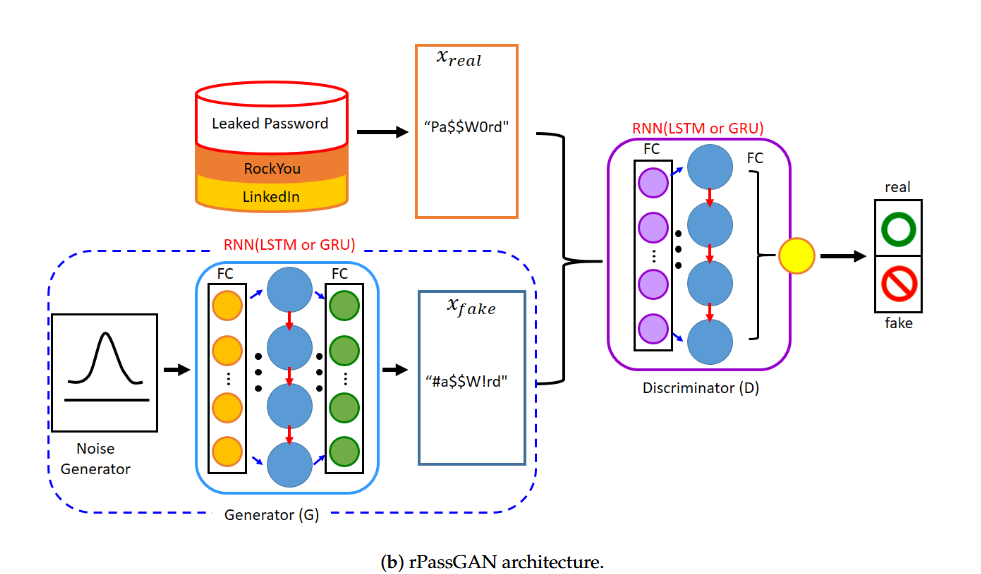 x_real
Leaked Password
"Pa$$W0rd"
RockYou
LinkedIn
RNN(LSTM or GRU)
FC
FC
real
fake
Discriminator (D)
RNN(LSTM or GRU)
FC
FC
x_fake
"#a$$W!rd"
Noise
Generator
Generator (G)
(b) rPassGAN architecture.